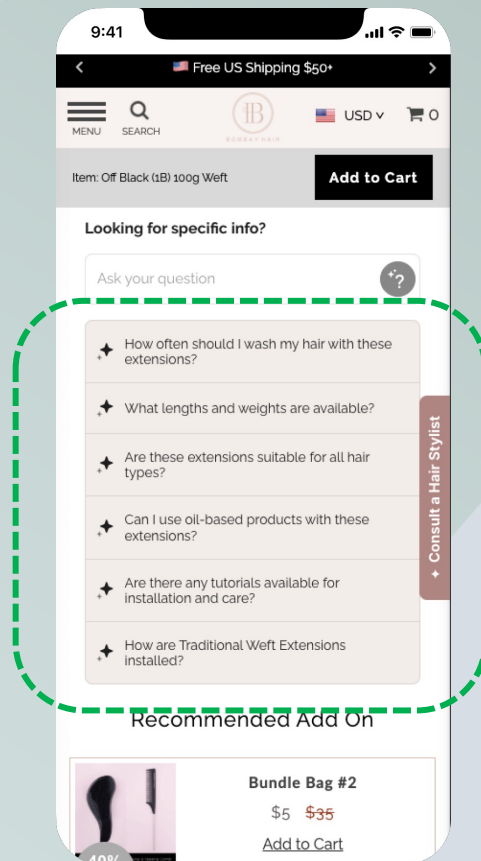 9:41
Free US Shipping $50+
MENU
SEARCH
B
BOMBAY HAIR
USD
0
Item: Off Black (1B) 100g Weft
Add to Cart
Looking for specific info?
Ask your question
?
How often should I wash my hair with these
extensions?
What lengths and weights are available?
Are these extensions suitable for all hair
types?
Can I use oil-based products with these
extensions?
Are there any tutorials available for
installation and care?
How are Traditional Weft Extensions
installed?
Consult a Hair Stylist
Recommended Add On
Bundle Bag #2
$5 $35
Add to Cart
40%